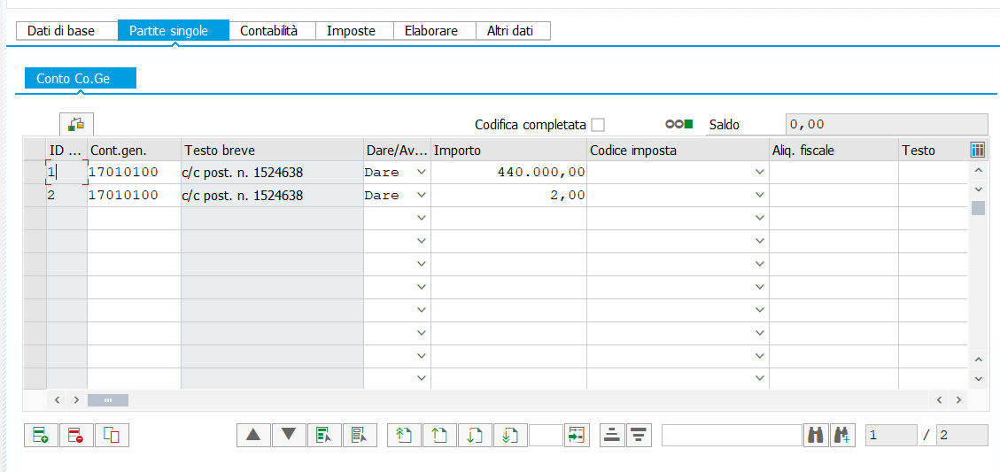 Dati di base Partite singole Contabilità Imposte Elaborare Altri dati
Conto Co.Ge
Codifica completata Saldo 0,00
ID ... Cont.gen. Testo breve Dare/Av... Importo Codice imposta Aliq. fiscale Testo
1 17010100 c/c post. n. 1524638 Dare 440.000,00
2 17010100 c/c post. n. 1524638 Dare 2,00
1 / 2